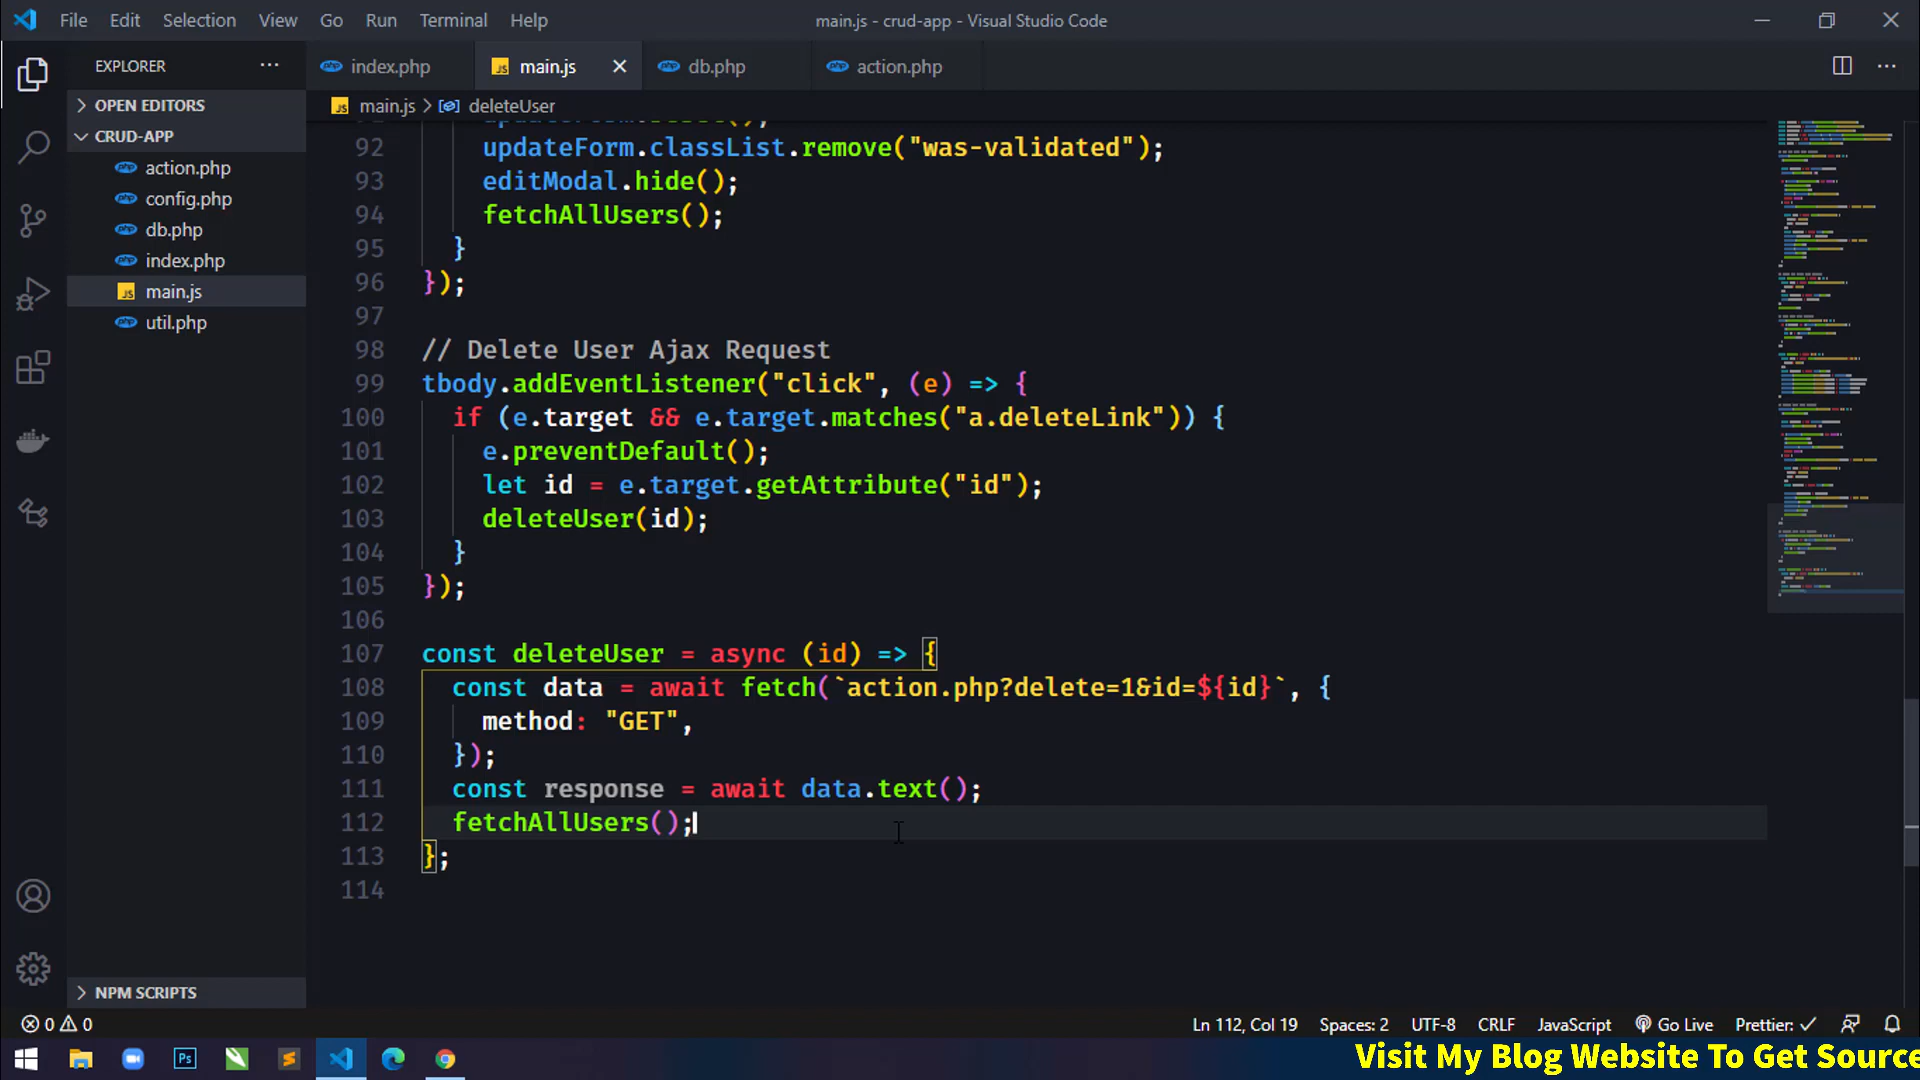 File Edit Selection View Go Run Terminal Help
main.js - crud-app - Visual Studio Code
EXPLORER
index.php
main.js
db.php
action.php
OPEN EDITORS
main.js > deleteUser
CRUD-APP
action.php
config.php
db.php
index.php
main.js
util.php
92 updateForm.classList.remove("was-validated");
93 editModal.hide();
94 fetchAllUsers();
95 }
96 });
97
98 // Delete User Ajax Request
99 tbody.addEventListener("click", (e) => {
100 if (e.target && e.target.matches("a.deleteLink")) {
101 e.preventDefault();
102 let id = e.target.getAttribute("id");
103 deleteUser(id);
104 }
105 });
106
107 const deleteUser = async (id) => {
108 const data = await fetch(`action.php?delete=1&id=${id}`, {
109 method: "GET",
110 });
111 const response = await data.text();
112 fetchAllUsers();
113 };
114
NPM SCRIPTS
0 0
Ln 112, Col 19 Spaces: 2 UTF-8 CRLF JavaScript Go Live Prettier: ✓
Ps
Visit My Blog Website To Get Source